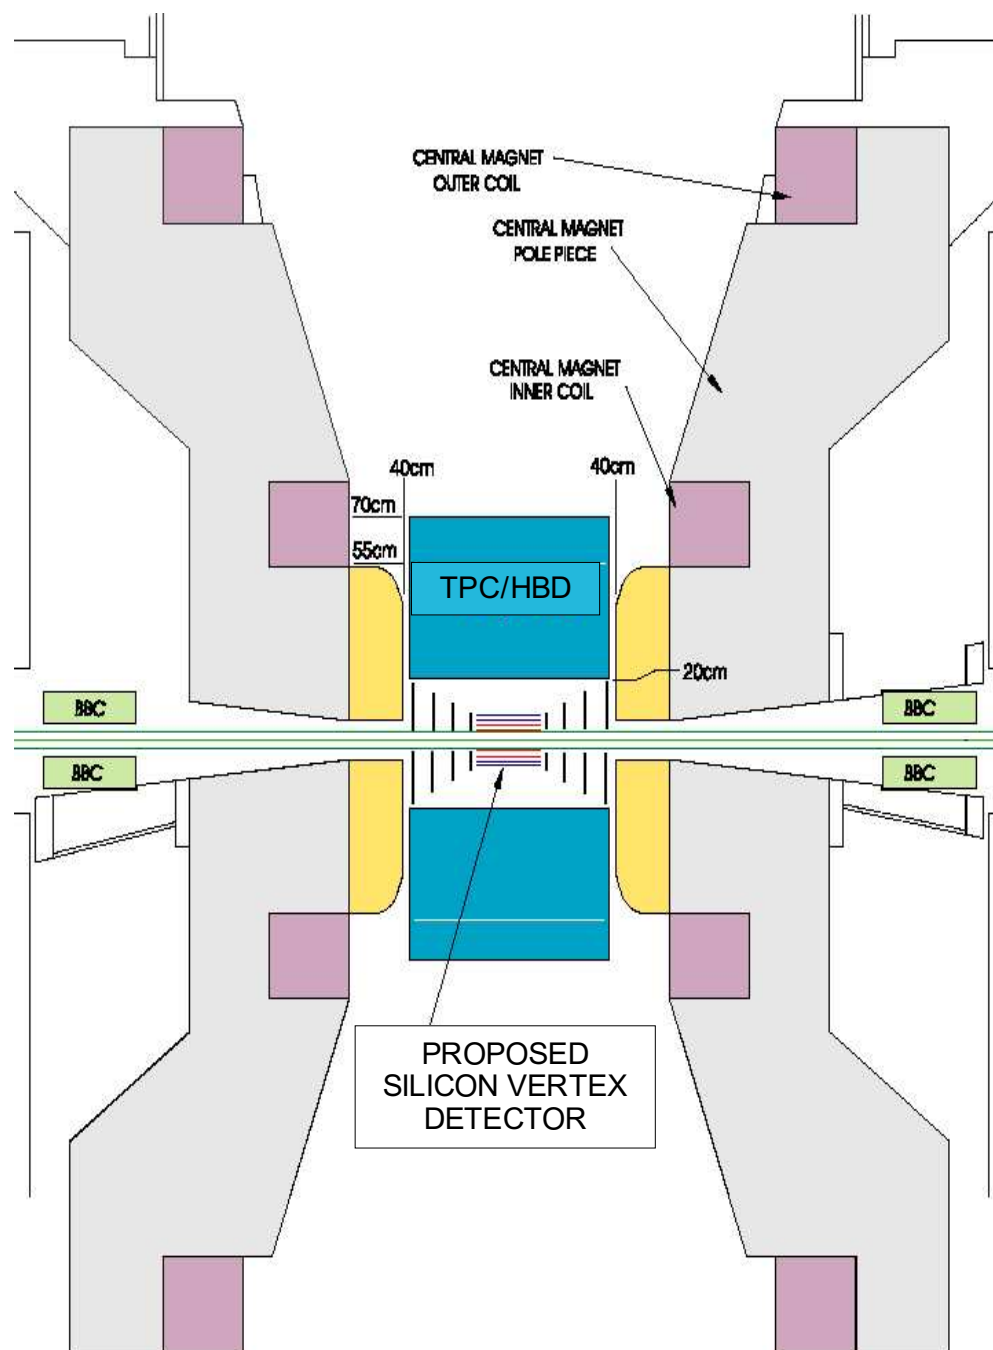 CENTRAL MAGNET
OUTER COIL
CENTRAL MAGNET
POLE PIECE
CENTRAL MAGNET
INNER COIL
40cm
40cm
70cm
55cm
TPC/HBD
20cm
BBC
BBC
BBC
BBC
PROPOSED
SILICON VERTEX
DETECTOR